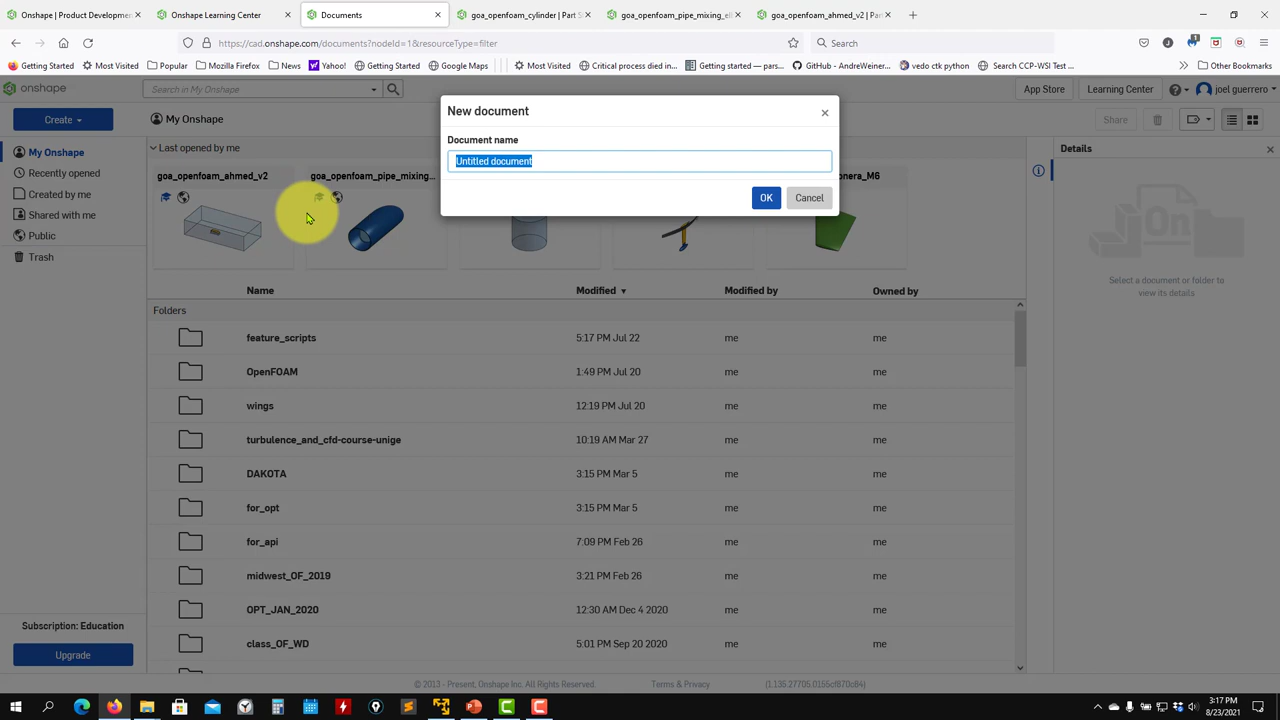 Onshape | Product Development
Onshape Learning Center
Documents
goa_openfoam_cylinder | Part S
goa_openfoam_pipe_mixing_el
goa_openfoam_ahmed_v2 | Pa
https://cad.onshape.com/documents?nodeId=1&resourceType=filter
Search
Getting Started
Most Visited
Popular
Mozilla Firefox
News
Yahoo!
Getting Started
Google Maps
Most Visited
Critical process died in...
Getting started — pars...
GitHub - AndreWeiner...
vedo ctk python
Search CCP-WSI Test ...
Other Bookmarks
onshape
Search in My Onshape
App Store
Learning Center
joel guerrero
Create
My Onshape
Share
My Onshape
Recently opened
Created by me
Shared with me
Public
Trash
Last opened by me
goa_openfoam_ahmed_v2
goa_openfoam_pipe_mixing...
onera_M6
New document
Document name
Untitled document
OK
Cancel
Details
Select a document or folder to
view its details
Name Modified Modified by Owned by
Folders
feature_scripts 5:17 PM Jul 22 me me
OpenFOAM 1:49 PM Jul 20 me me
wings 12:19 PM Jul 20 me me
turbulence_and_cfd-course-unige 10:19 AM Mar 27 me me
DAKOTA 3:15 PM Mar 5 me me
for_opt 3:15 PM Mar 5 me me
for_api 7:09 PM Feb 26 me me
midwest_OF_2019 3:21 PM Feb 26 me me
OPT_JAN_2020 12:30 AM Dec 4 2020 me me
class_OF_WD 5:01 PM Sep 20 2020 me me
Subscription: Education
Upgrade
© 2013 - Present, Onshape Inc. All Rights Reserved.
Terms & Privacy
(1.135.27705.0155cf870c84)
3:17 PM
8/23/2021